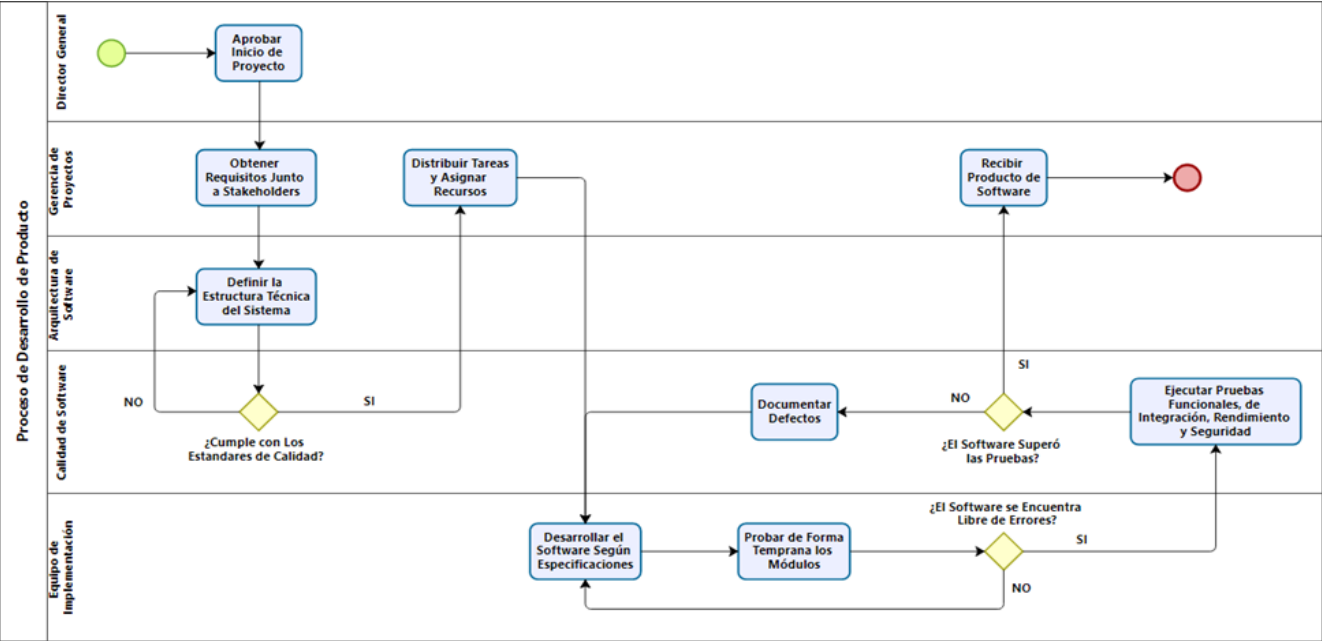 Proceso de Desarrollo de Producto
Director General
Aprobar
Inicio de
Proyecto
Gerencia de
Proyectos
Obtener
Requisitos Junto
a Stakeholders
Distribuir Tareas
y Asignar
Recursos
Recibir
Producto de
Software
Arquitectura de
Software
Definir la
Estructura Técnica
del Sistema
Calidad de Software
NO
SI
¿Cumple con Los
Estandares de Calidad?
Documentar
Defectos
NO
SI
¿El Software Superó
las Pruebas?
Ejecutar Pruebas
Funcionales, de
Integración, Rendimiento
y Seguridad
Equipo de
Implementación
Desarrollar el
Software Según
Especificaciones
Probar de Forma
Temprana los
Módulos
¿El Software se Encuentra
Libre de Errores?
SI
NO